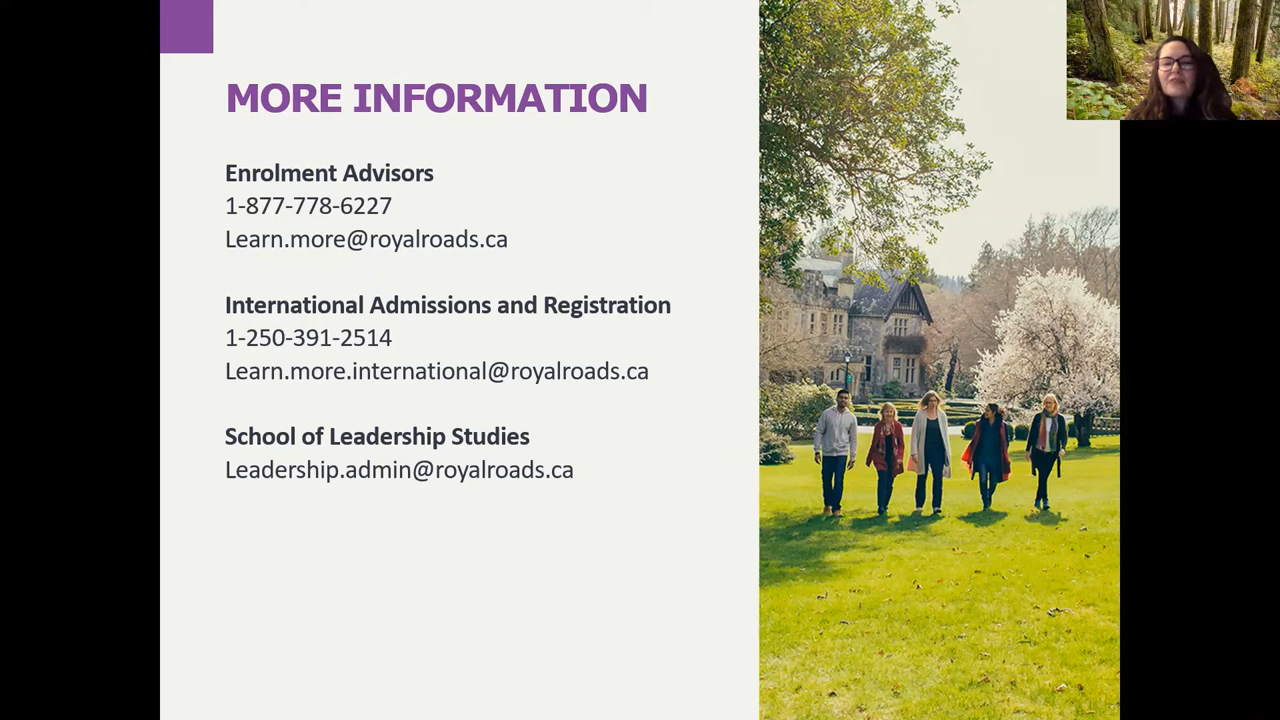 MORE INFORMATION
Enrolment Advisors
1-877-778-6227
Learn.more@royalroads.ca
International Admissions and Registration
1-250-391-2514
Learn.more.international@royalroads.ca
School of Leadership Studies
Leadership.admin@royalroads.ca